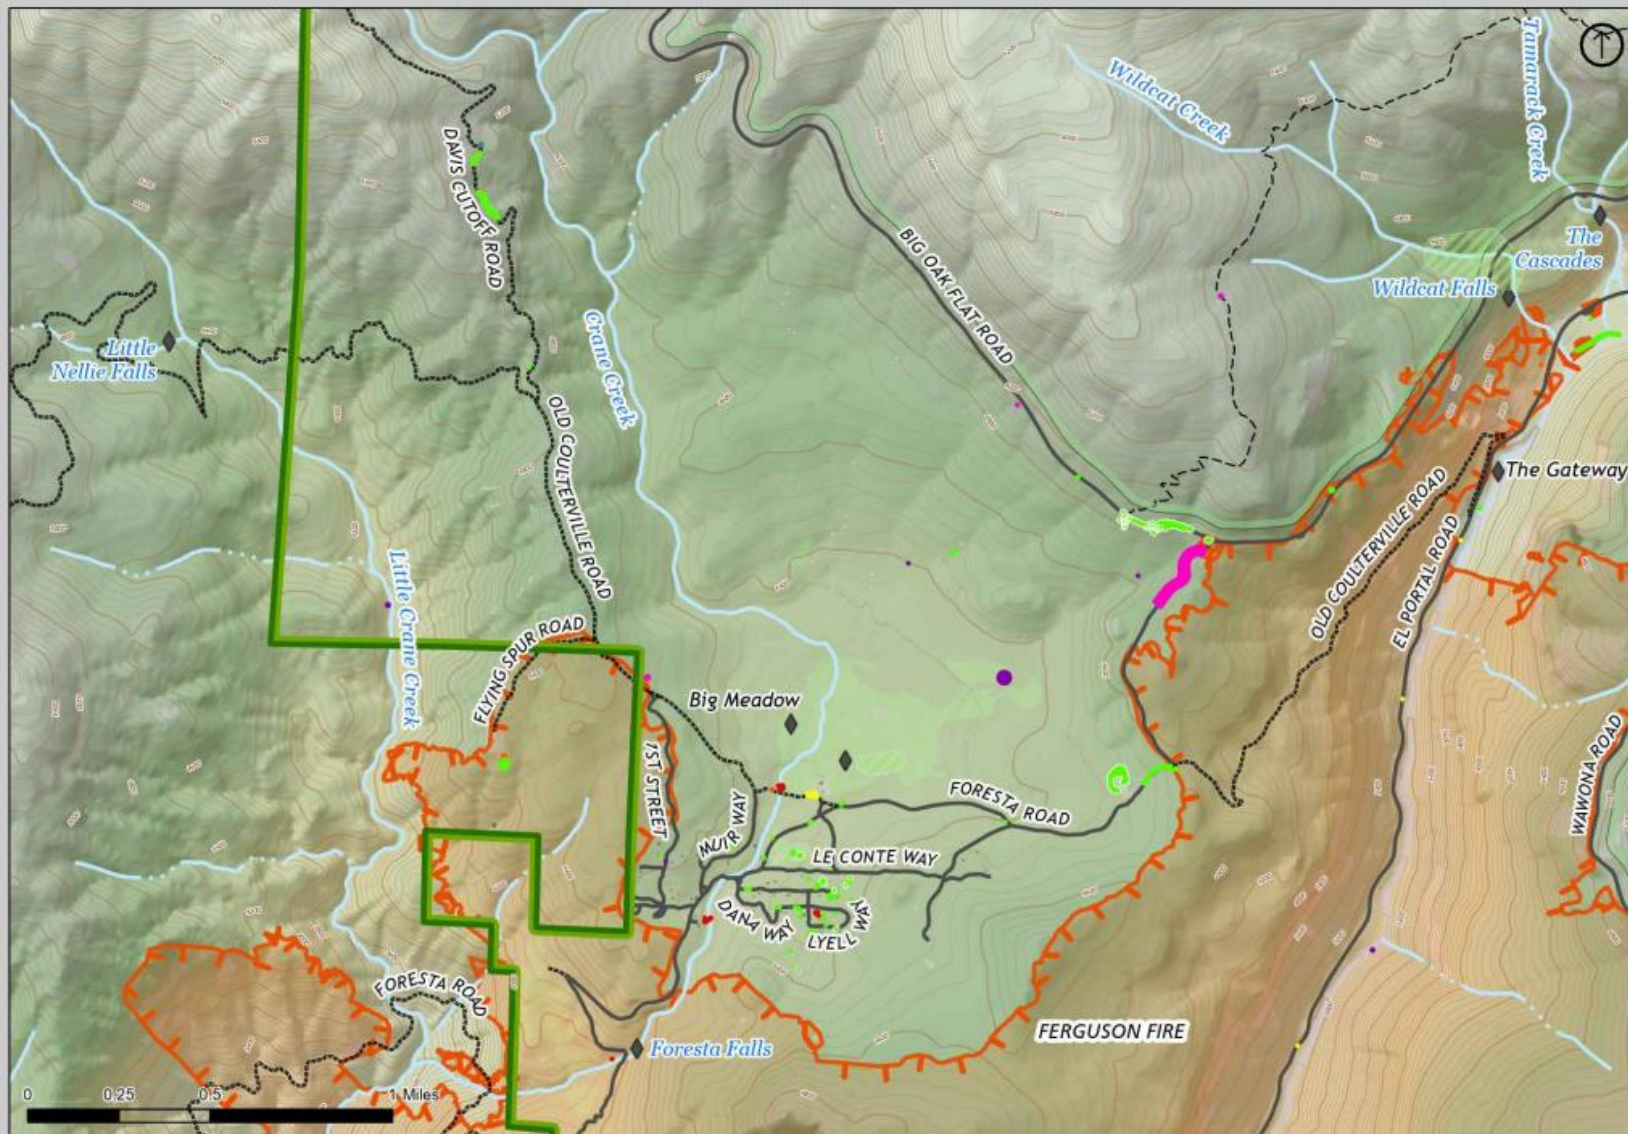 Tamarack Creek
Wildcat Creek
DAVIS CUTOFF ROAD
BIG OAK FLAT ROAD
The
Cascades
Wildcat Falls
Little
Nellie Falls
Crane Creek
OLD COULTERVILLE ROAD
The Gateway
OLD COULTERVILLE ROAD
EL PORTAL ROAD
Little Crane Creek
FLYING SPUR ROAD
Big Meadow
1ST STREET
WAWONA ROAD
MUIR WAY
FORESTA ROAD
LE CONTE WAY
DANA WAY
LYELL WAY
FORESTA ROAD
FERGUSON FIRE
Foresta Falls
0 0.25 0.5 1 Miles